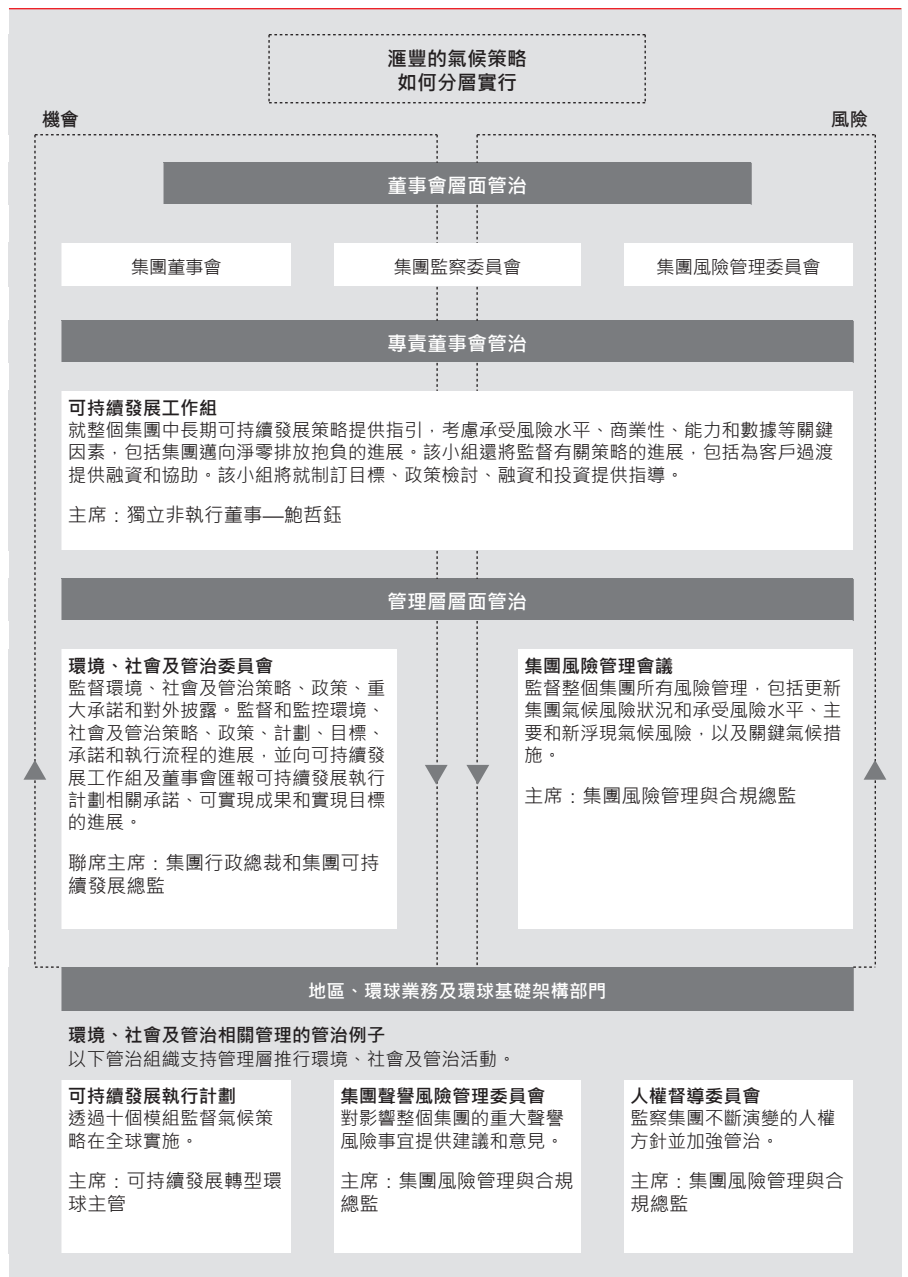 滙豐的氣候策略
如何分層實行
機會
風險
董事會層面管治
集團董事會
集團監察委員會
集團風險管理委員會
專責董事會管治
可持續發展工作組
就整個集團中長期可持續發展策略提供指引，考慮承受風險水平、商業性、能力和數據等關鍵
因素，包括集團邁向淨零排放抱負的進展。該小組還將監督有關策略的進展，包括為客戶過渡
提供融資和協助。該小組將就制訂目標、政策檢討、融資和投資提供指導。
主席：獨立非執行董事—鮑哲鈺
管理層層面管治
環境、社會及管治委員會
監督環境、社會及管治策略、政策、重
大承諾和對外披露。監督和監控環境、
社會及管治策略、政策、計劃、目標、
承諾和執行流程的進展，並向可持續發
展工作組及董事會匯報可持續發展執行
計劃相關承諾、可實現成果和實現目標
的進展。
聯席主席：集團行政總裁和集團可持
續發展總監
集團風險管理會議
監督整個集團所有風險管理，包括更新
集團氣候風險狀況和承受風險水平、主
要和新浮現氣候風險，以及關鍵氣候措
施。
主席：集團風險管理與合規總監
地區、環球業務及環球基礎架構部門
環境、社會及管治相關管理的管治例子
以下管治組織支持管理層推行環境、社會及管治活動。
可持續發展執行計劃
透過十個模組監督氣候策
略在全球實施。
主席：可持續發展轉型環
球主管
集團聲譽風險管理委員會
對影響整個集團的重大聲譽
風險事宜提供建議和意見。
主席：集團風險管理與合規
總監
人權督導委員會
監察集團不斷演變的人權
方針並加強管治。
主席：集團風險管理與合
規總監